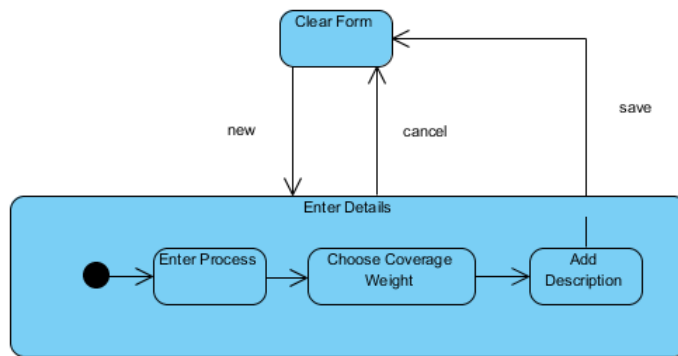 Clear Form
new
cancel
save
Enter Details
Enter Process
Choose Coverage
Weight
Add
Description